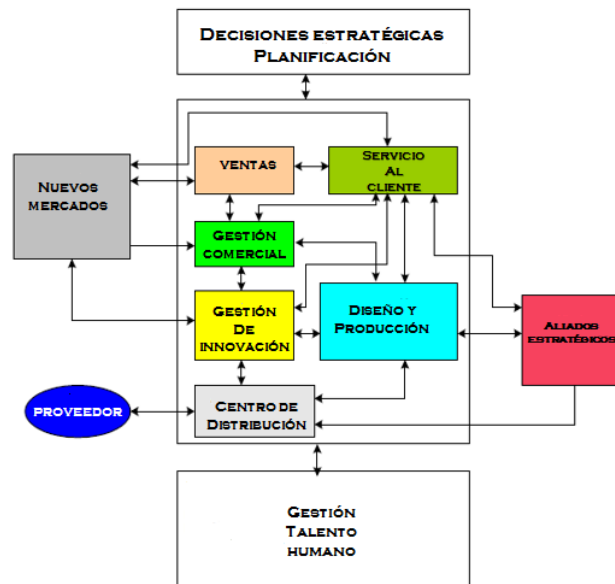 DECISIONES ESTRATÉGICAS
PLANIFICACIÓN
VENTAS
SERVICIO
AL
CLIENTE
NUEVOS
MERCADOS
GESTIÓN
COMERCIAL
GESTIÓN
DE
INNOVACIÓN
DISEÑO Y
PRODUCCIÓN
ALIADOS
ESTRATÉGICOS
PROVEEDOR
CENTRO DE
DISTRIBUCIÓN
GESTIÓN
TALENTO
HUMANO